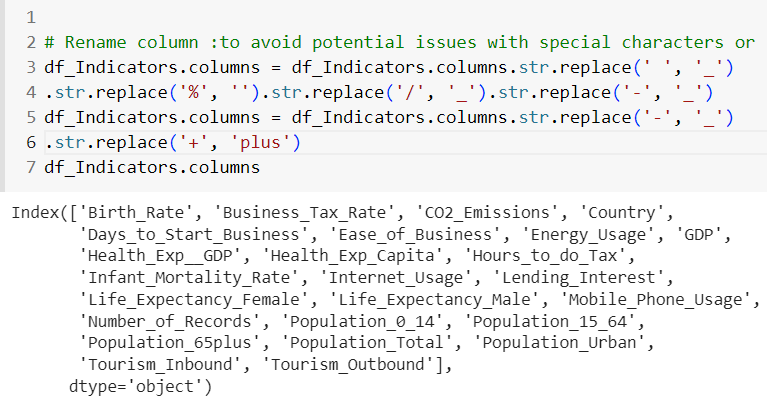 1
2 # Rename column :to avoid potential issues with special characters or
3 df_Indicators.columns = df_Indicators.columns.str.replace(' ', '_')
4 .str.replace('%', '').str.replace('/', '_').str.replace('-', '_')
5 df_Indicators.columns = df_Indicators.columns.str.replace('-', '_')
6 .str.replace('+', 'plus')
7 df_Indicators.columns
Index(['Birth_Rate', 'Business_Tax_Rate', 'CO2_Emissions', 'Country',
'Days_to_Start_Business', 'Ease_of_Business', 'Energy_Usage', 'GDP',
'Health_Exp__GDP', 'Health_Exp_Capita', 'Hours_to_do_Tax',
'Infant_Mortality_Rate', 'Internet_Usage', 'Lending_Interest',
'Life_Expectancy_Female', 'Life_Expectancy_Male', 'Mobile_Phone_Usage',
'Number_of_Records', 'Population_0_14', 'Population_15_64',
'Population_65plus', 'Population_Total', 'Population_Urban',
'Tourism_Inbound', 'Tourism_Outbound'],
dtype='object')